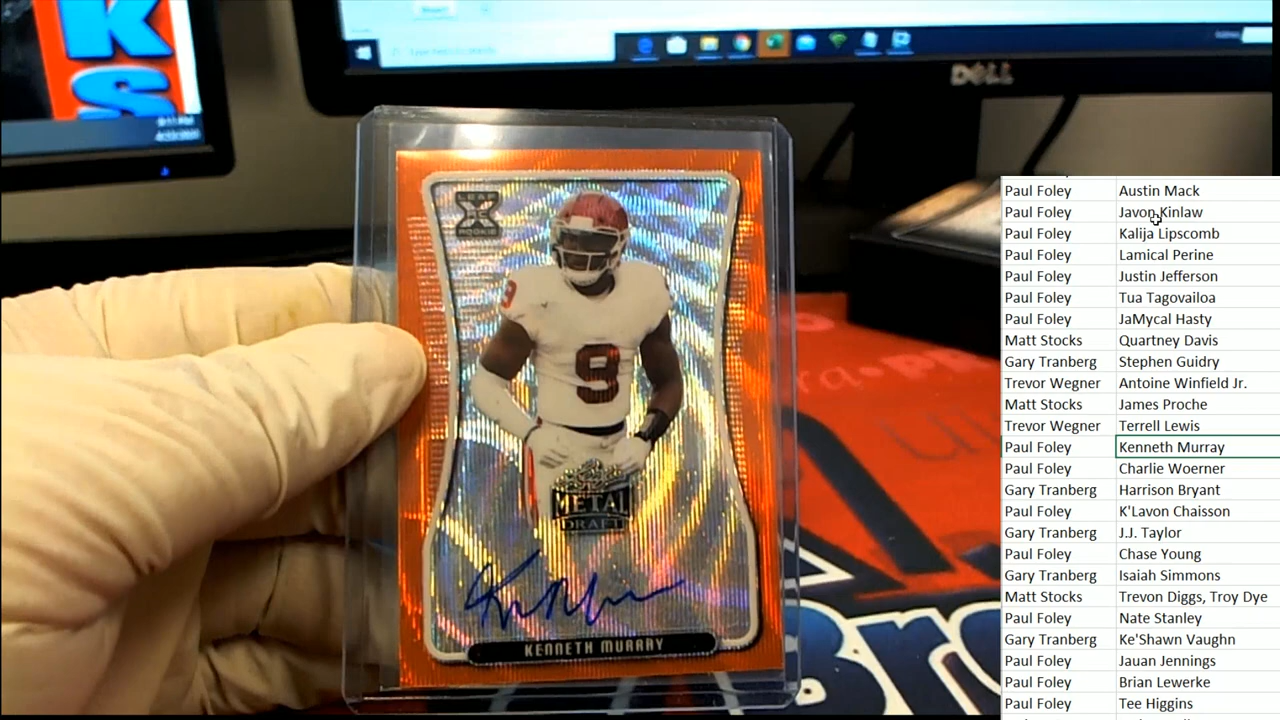 KS
DELL
LEAF
X
ROOKIE
9
9
LEAF
METAL
DRAFT
KENNETH MURRAY
Paul Foley Austin Mack
Paul Foley Javon Kinlaw
Paul Foley Kalija Lipscomb
Paul Foley Lamical Perine
Paul Foley Justin Jefferson
Paul Foley Tua Tagovailoa
Paul Foley JaMycal Hasty
Matt Stocks Quartney Davis
Gary Tranberg Stephen Guidry
Trevor Wegner Antoine Winfield Jr.
Matt Stocks James Proche
Trevor Wegner Terrell Lewis
Paul Foley Kenneth Murray
Paul Foley Charlie Woerner
Gary Tranberg Harrison Bryant
Paul Foley K'Lavon Chaisson
Gary Tranberg J.J. Taylor
Paul Foley Chase Young
Gary Tranberg Isaiah Simmons
Matt Stocks Trevon Diggs, Troy Dye
Paul Foley Nate Stanley
Gary Tranberg Ke'Shawn Vaughn
Paul Foley Jauan Jennings
Paul Foley Brian Lewerke
Paul Foley Tee Higgins